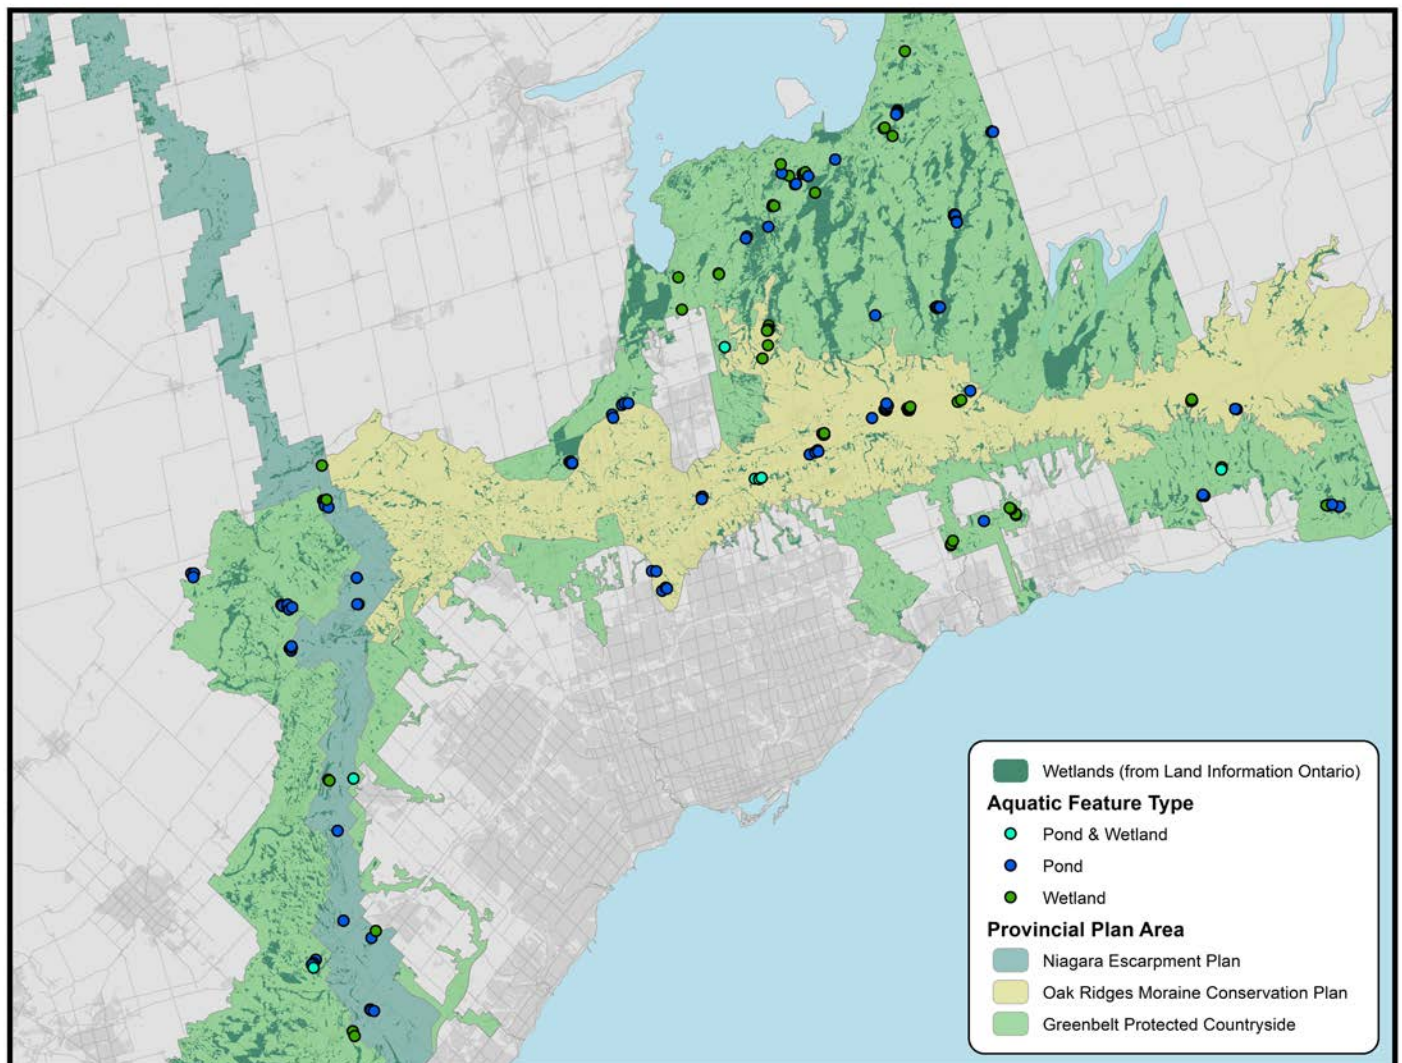 Wetlands (from Land Information Ontario)
Aquatic Feature Type
Pond & Wetland
Pond
Wetland
Provincial Plan Area
Niagara Escarpment Plan
Oak Ridges Moraine Conservation Plan
Greenbelt Protected Countryside